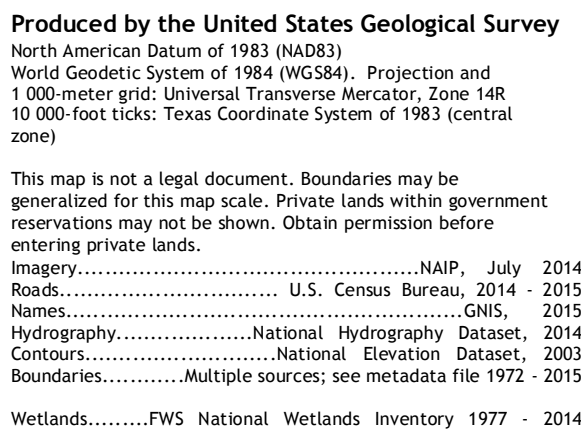 Produced by the United States Geological Survey
North American Datum of 1983 (NAD83)
World Geodetic System of 1984 (WGS84). Projection and
1 000-meter grid: Universal Transverse Mercator, Zone 14R
10 000-foot ticks: Texas Coordinate System of 1983 (central
zone)
This map is not a legal document. Boundaries may be
generalized for this map scale. Private lands within government
reservations may not be shown. Obtain permission before
entering private lands.
Imagery..................................................NAIP, July 2014
Roads................................ U.S. Census Bureau, 2014 - 2015
Names.........................................................GNIS, 2015
Hydrography....................National Hydrography Dataset, 2014
Contours...........................National Elevation Dataset, 2003
Boundaries............Multiple sources; see metadata file 1972 - 2015
Wetlands.........FWS National Wetlands Inventory 1977 - 2014